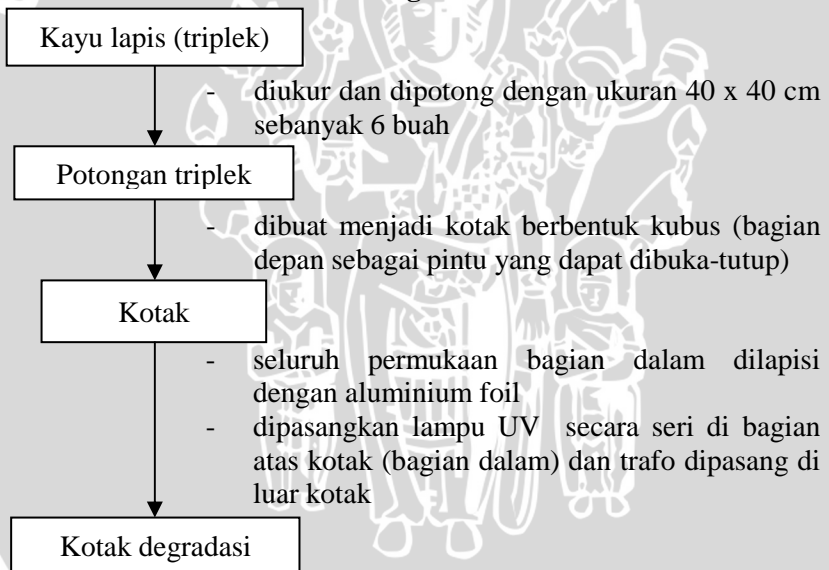 Kayu lapis (triplek)
- diukur dan dipotong dengan ukuran 40 x 40 cm
sebanyak 6 buah
Potongan triplek
- dibuat menjadi kotak berbentuk kubus (bagian
depan sebagai pintu yang dapat dibuka-tutup)
Kotak
- seluruh permukaan bagian dalam dilapisi
dengan aluminium foil
- dipasangkan lampu UV secara seri di bagian
atas kotak (bagian dalam) dan trafo dipasang di
luar kotak
Kotak degradasi